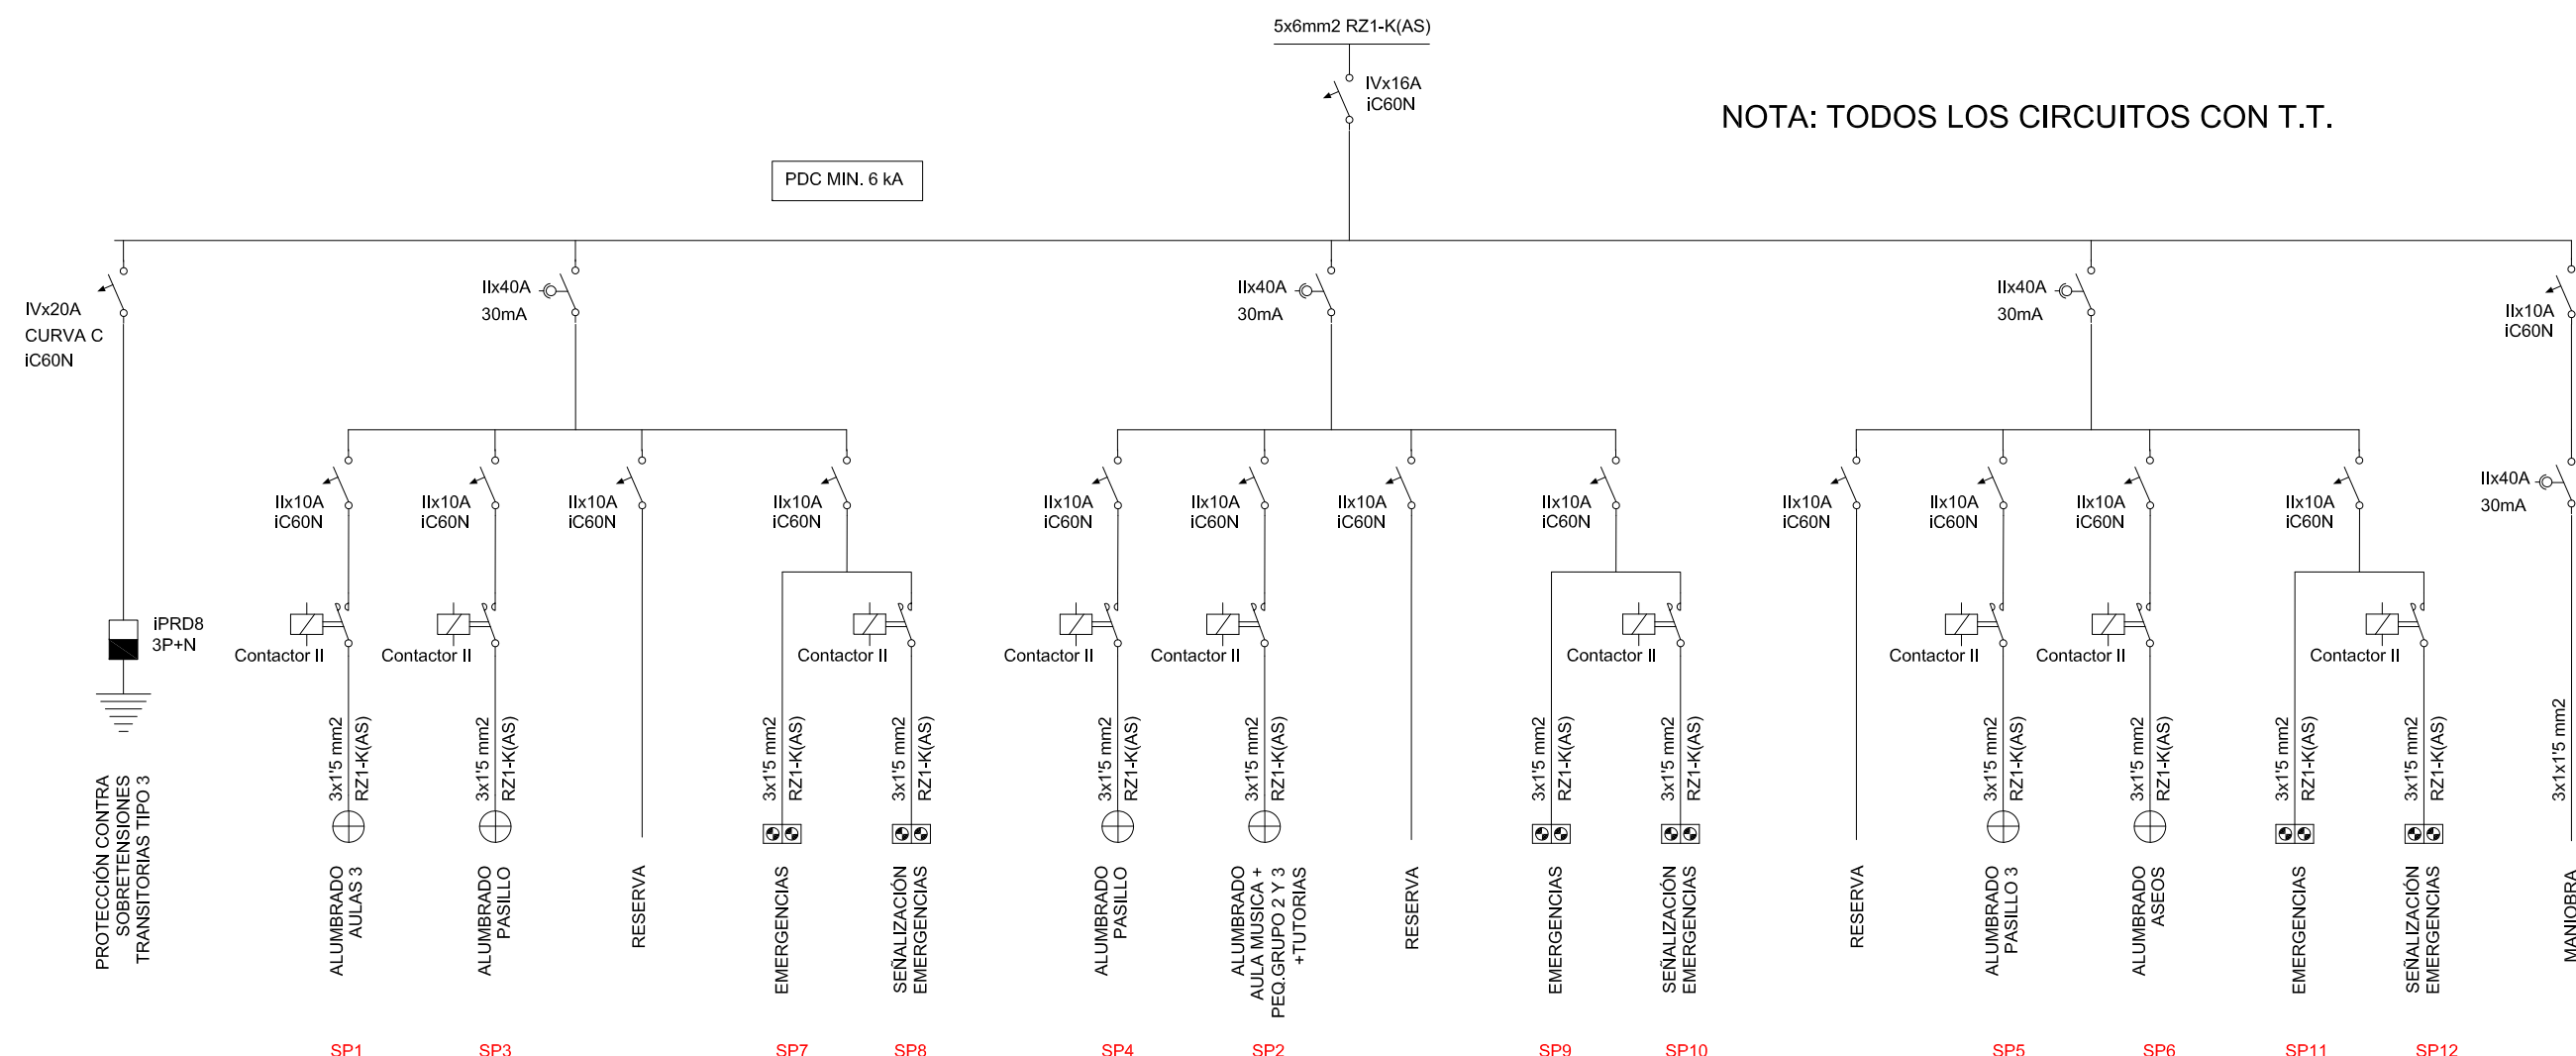 5x6mm2 RZ1-K(AS)
IVx16A
iC60N
NOTA: TODOS LOS CIRCUITOS CON T.T.
PDC MIN. 6 kA
IVx20A
CURVA C
iC60N
IIx40A
30mA
IIx40A
30mA
IIx40A
30mA
IIx10A
iC60N
IIx10A
iC60N
IIx10A
iC60N
IIx10A
iC60N
IIx10A
iC60N
IIx10A
iC60N
IIx10A
iC60N
IIx10A
iC60N
IIx10A
iC60N
IIx10A
iC60N
IIx10A
iC60N
IIx10A
iC60N
IIx10A
iC60N
IIx40A
30mA
iPRD8
3P+N
Contactor II
Contactor II
Contactor II
Contactor II
Contactor II
Contactor II
Contactor II
Contactor II
Contactor II
3x1'5 mm2
RZ1-K(AS)
3x1'5 mm2
RZ1-K(AS)
3x1'5 mm2
RZ1-K(AS)
3x1'5 mm2
RZ1-K(AS)
3x1'5 mm2
RZ1-K(AS)
3x1'5 mm2
RZ1-K(AS)
3x1'5 mm2
RZ1-K(AS)
3x1'5 mm2
RZ1-K(AS)
3x1'5 mm2
RZ1-K(AS)
3x1'5 mm2
RZ1-K(AS)
3x1'5 mm2
RZ1-K(AS)
3x1'5 mm2
RZ1-K(AS)
3x1x1'5 mm2
PROTECCIÓN CONTRA
SOBRETENSIONES
TRANSITORIAS TIPO 3
ALUMBRADO
AULAS 3
ALUMBRADO
PASILLO
RESERVA
EMERGENCIAS
SEÑALIZACIÓN
EMERGENCIAS
ALUMBRADO
PASILLO
ALUMBRADO
AULA MUSICA +
PEQ.GRUPO 2 Y 3
+TUTORIAS
RESERVA
EMERGENCIAS
SEÑALIZACIÓN
EMERGENCIAS
RESERVA
ALUMBRADO
PASILLO 3
ALUMBRADO
ASEOS
EMERGENCIAS
SEÑALIZACIÓN
EMERGENCIAS
MANIOBRA
SP1
SP3
SP7
SP8
SP4
SP2
SP9
SP10
SP5
SP6
SP11
SP12